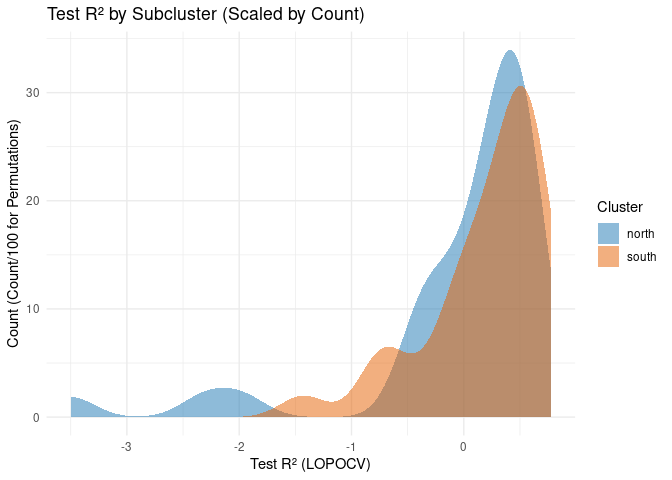 Test R² by Subcluster (Scaled by Count)
Count (Count/100 for Permutations)
30
20
10
0
-3
-2
-1
0
Test R² (LOPOCV)
Cluster
north
south